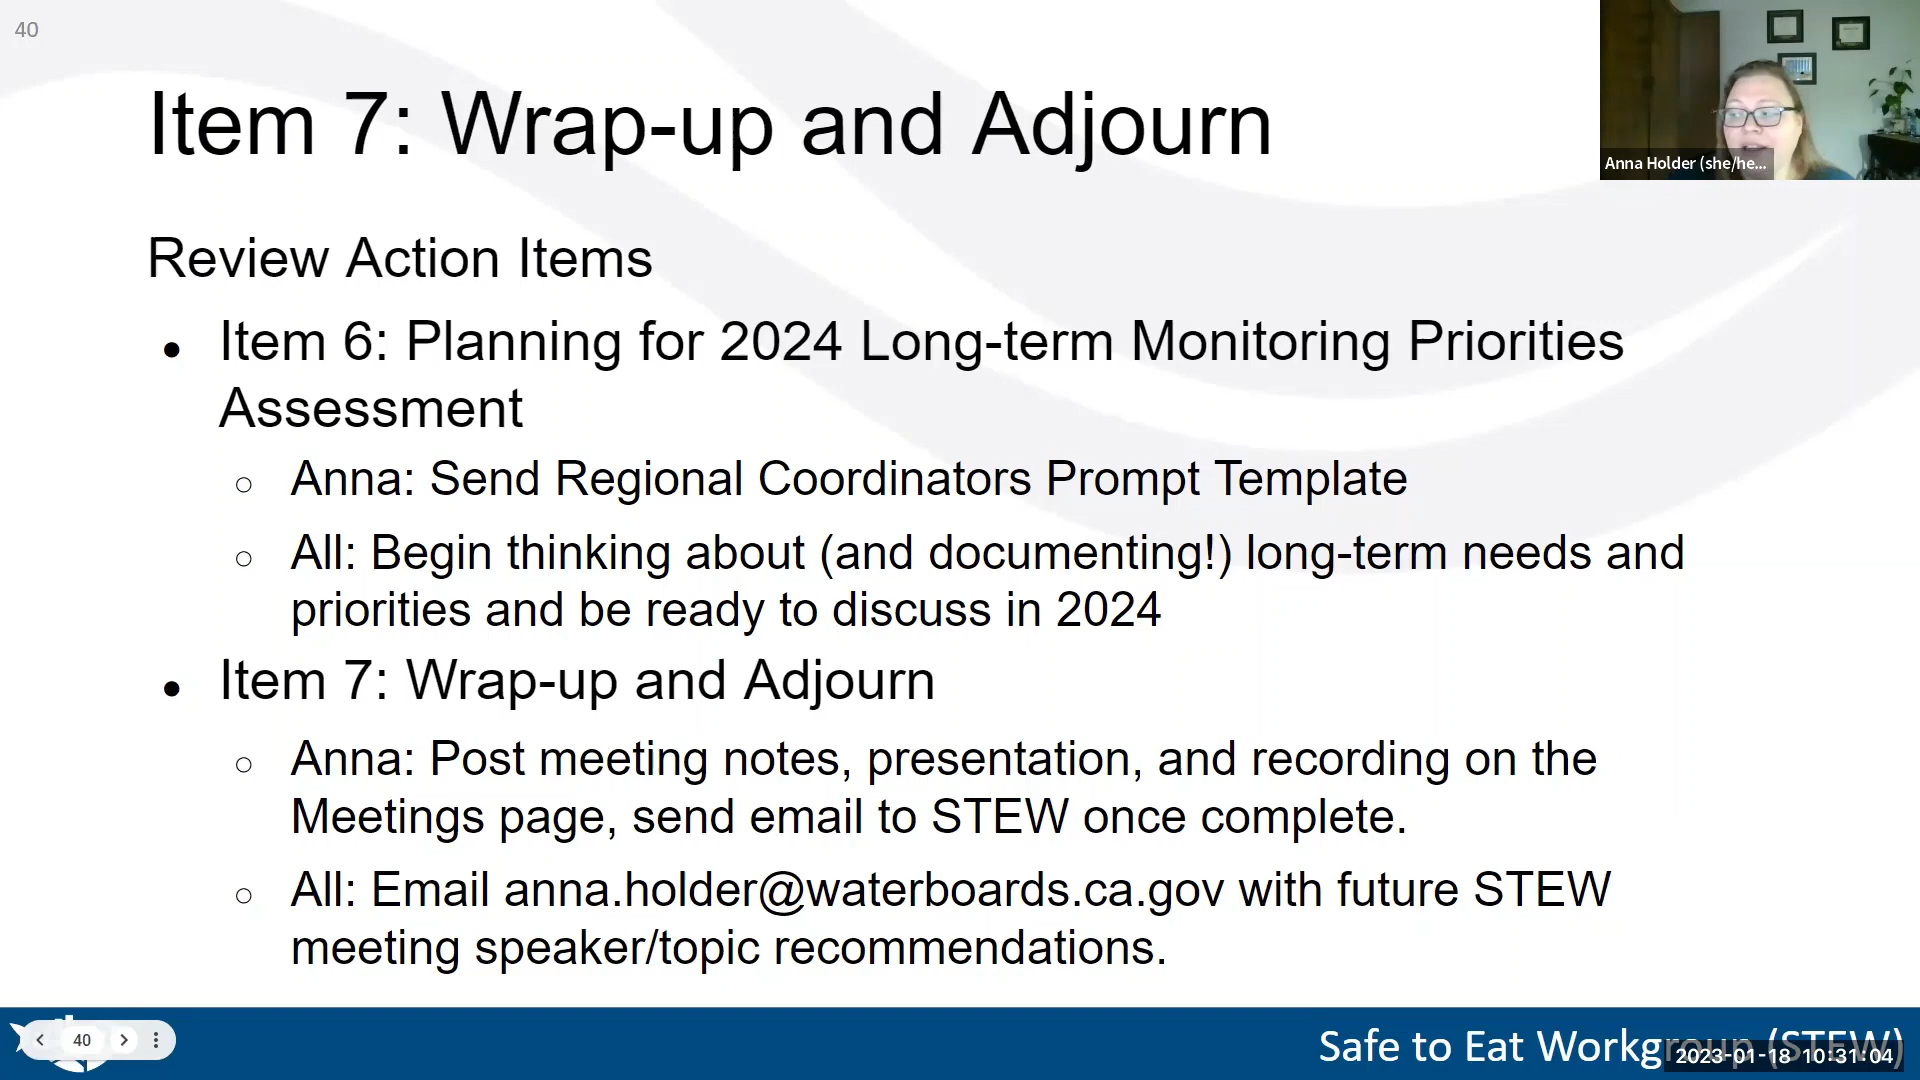 40
Item 7: Wrap-up and Adjourn
Anna Holder (she/he...
Review Action Items
● Item 6: Planning for 2024 Long-term Monitoring Priorities
Assessment
○ Anna: Send Regional Coordinators Prompt Template
○ All: Begin thinking about (and documenting!) long-term needs and
priorities and be ready to discuss in 2024
● Item 7: Wrap-up and Adjourn
○ Anna: Post meeting notes, presentation, and recording on the
Meetings page, send email to STEW once complete.
○ All: Email anna.holder@waterboards.ca.gov with future STEW
meeting speaker/topic recommendations.
40
Safe to Eat Workgroup (STEW)
2023-01-18 10:31:04